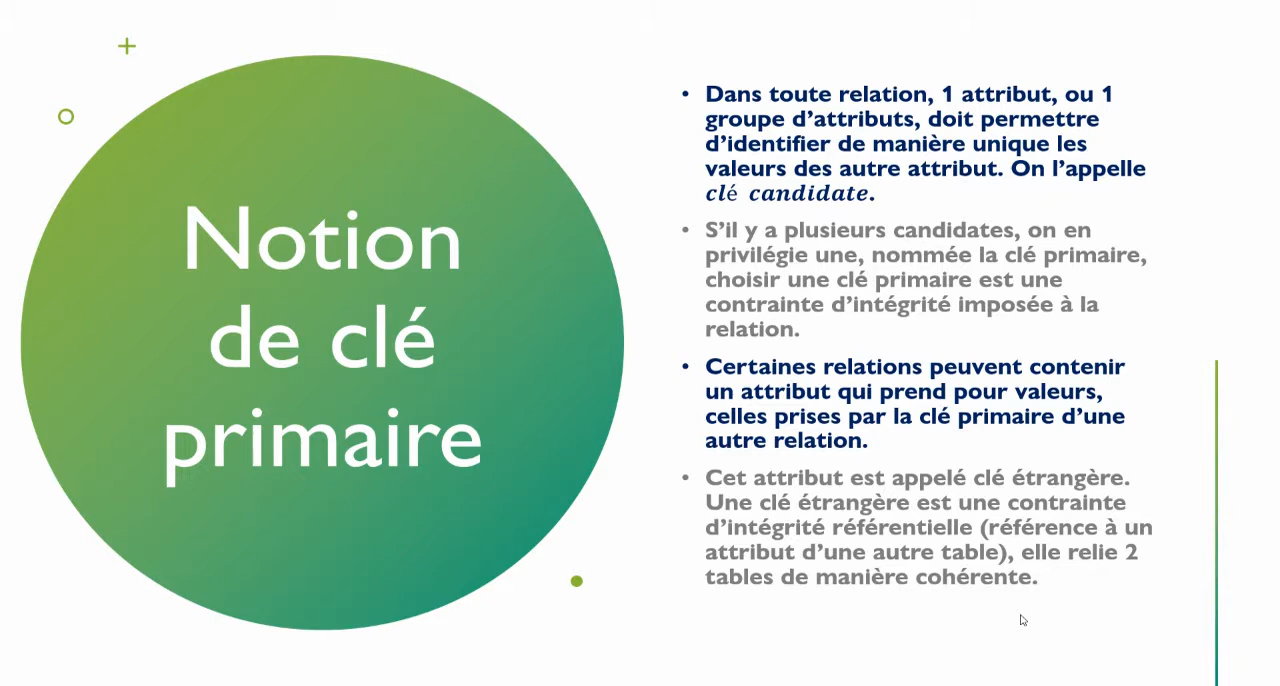 Notion
de clé
primaire
• Dans toute relation, 1 attribut, ou 1
groupe d’attributs, doit permettre
d’identifier de manière unique les
valeurs des autre attribut. On l’appelle
clé candidate.
• S’il y a plusieurs candidates, on en
privilégie une, nommée la clé primaire,
choisir une clé primaire est une
contrainte d’intégrité imposée à la
relation.
• Certaines relations peuvent contenir
un attribut qui prend pour valeurs,
celles prises par la clé primaire d’une
autre relation.
• Cet attribut est appelé clé étrangère.
Une clé étrangère est une contrainte
d’intégrité référentielle (référence à un
attribut d’une autre table), elle relie 2
tables de manière cohérente.